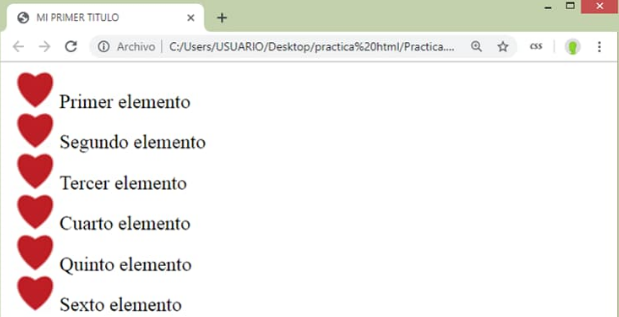 MI PRIMER TITULO
Archivo C:/Users/USUARIO/Desktop/practica%20html/Practica.... css
Primer elemento
Segundo elemento
Tercer elemento
Cuarto elemento
Quinto elemento
Sexto elemento